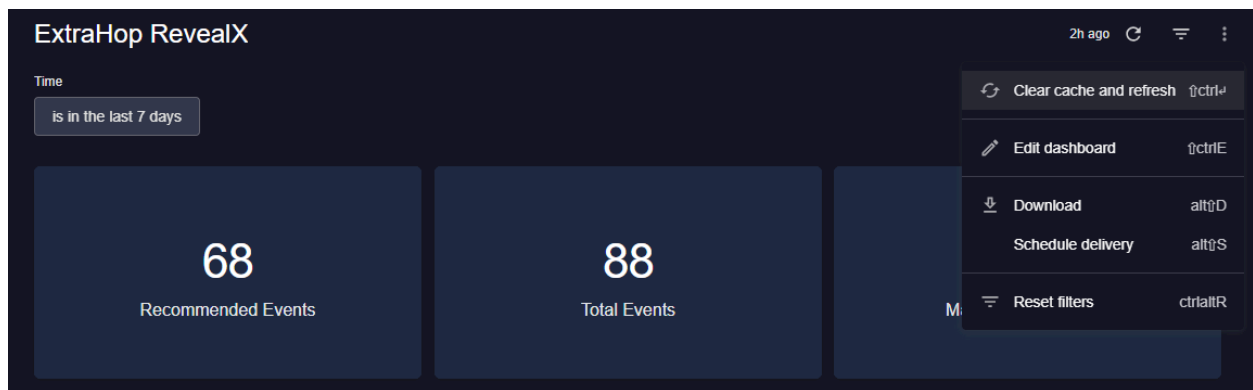 ExtraHop RevealX
2h ago
Time
is in the last 7 days
Clear cache and refresh ⇧ctrl↵
Edit dashboard ⇧ctrlE
Download alt⇧D
Schedule delivery alt⇧S
Reset filters ctrlaltR
68
Recommended Events
88
Total Events